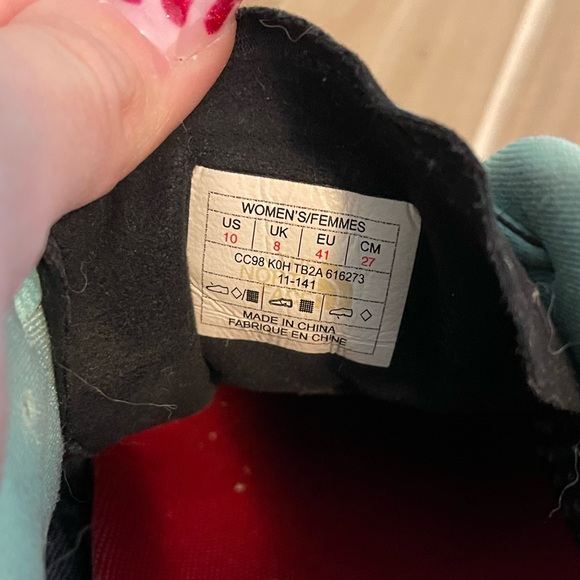 WOMEN'S/FEMMES
US UK EU CM
10 8 41 27
CC98 K0H TB2A 616273
11-141
MADE IN CHINA
FABRIQUE EN CHINE